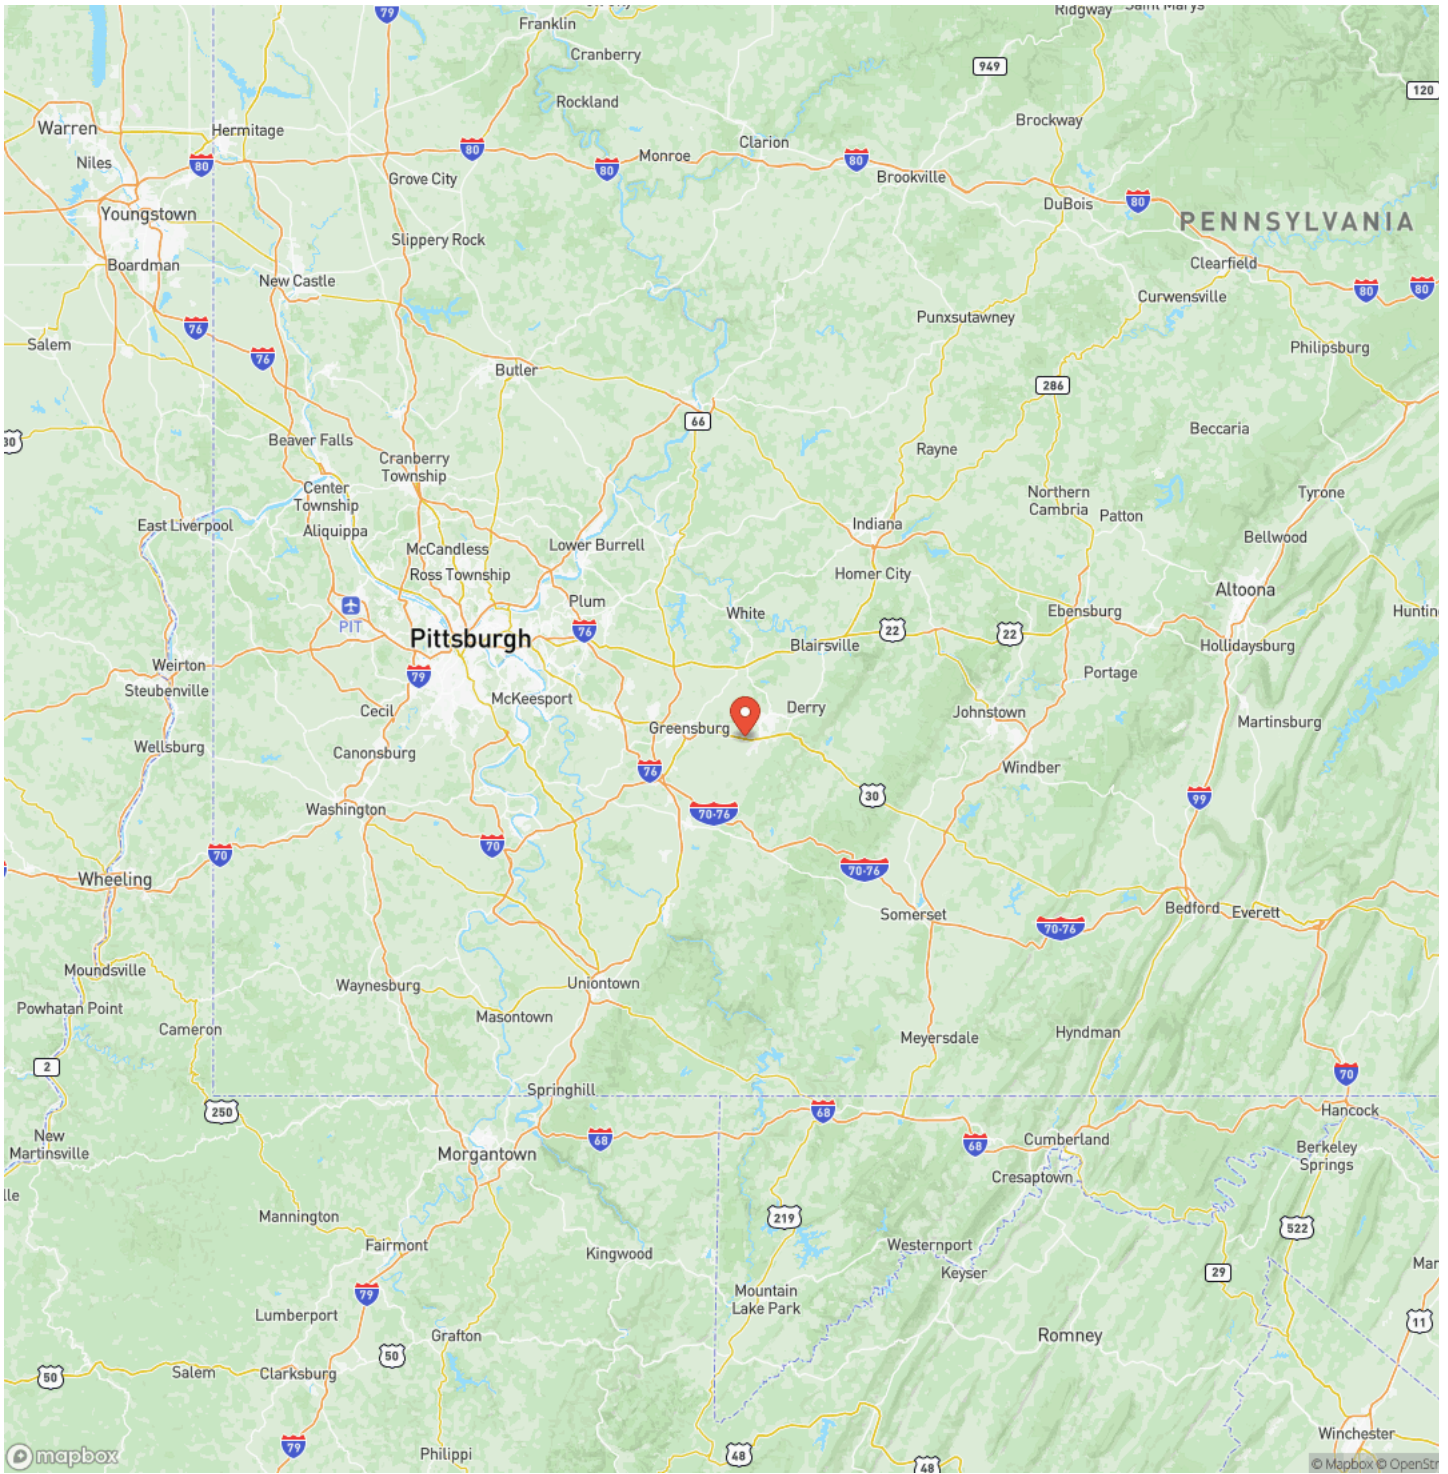 79
Franklin
Ridgway
Cranberry
949
120
Rockland
Brockway
Warren
Hermitage
Clarion
80
Niles
80
80
Monroe
80
Grove City
Brookville
80
DuBois
Youngstown
PENNSYLVANIA
Slippery Rock
Boardman
Clearfield
New Castle
80
80
Curwensville
Punxsutawney
76
Salem
76
Philipsburg
Butler
286
66
Beccaria
30
Beaver Falls
Rayne
Cranberry
Township
Center
Township
Northern
Cambria
Tyrone
Patton
East Liverpool
Aliquippa
Indiana
Bellwood
McCandless
Lower Burrell
Ross Township
Homer City
Altoona
Plum
PIT
White
Ebensburg
Huntin
Pittsburgh
76
22
22
Blairsville
Hollidaysburg
Weirton
Portage
79
Steubenville
McKeesport
Cecil
Derry
Johnstown
Martinsburg
Greensburg
Wellsburg
Canonsburg
76
Windber
30
99
Washington
70-76
70
70
70-76
Wheeling
Somerset
Bedford
Everett
70-76
Moundsville
Waynesburg
Uniontown
Powhatan Point
Masontown
Cameron
Meyersdale
Hyndman
2
70
Springhill
250
68
Hancock
New
Martinsville
68
68
Cumberland
Morgantown
Berkeley
Springs
Cresaptown
lle
Mannington
219
522
Fairmont
Kingwood
Westernport
Keyser
29
Mar
79
Mountain
Lake Park
Lumberport
11
Grafton
Romney
50
Salem
Clarksburg
50
Winchester
79
Philippi
48
48
mapbox
© Mapbox © OpenStr